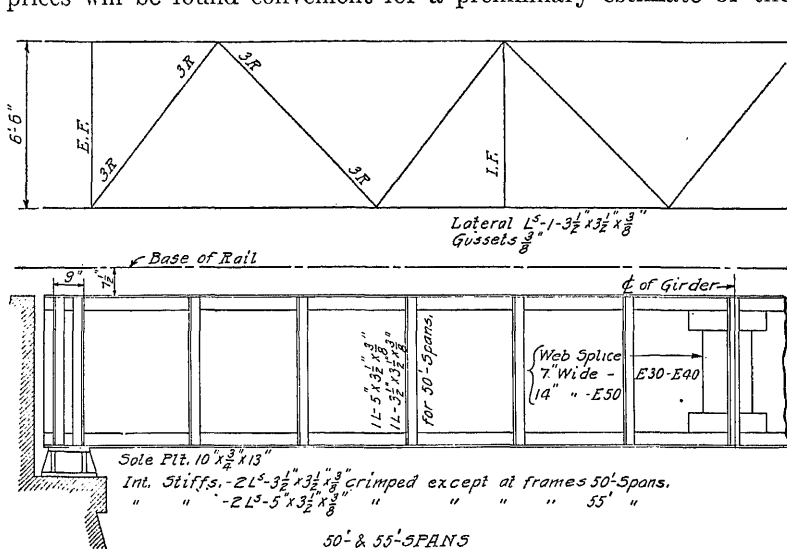 prices will be found convenient for a preliminary estimate of the
6'-6"
E.F.
3R
3R
3R
3R
I.F.
Lateral Lˢ-1-3½"x3½"x⅜"
Gussets ⅜"
Base of Rail
9"
7½"
℄ of Girder
1L-5"x3½"x⅜"
1L-3½"x3½"x⅜"
for 50'-Spans.
Web Splice
7" Wide - E30-E40
14" " -E50
Sole Plt. 10"x¾"x13"
Int. Stiffs.-2Lˢ-3½"x3½"x⅜" crimped except at frames 50'-Spans.
" " -2Lˢ-5"x3½"x⅜" " " " " 55' "
50'- & 55'-SPANS